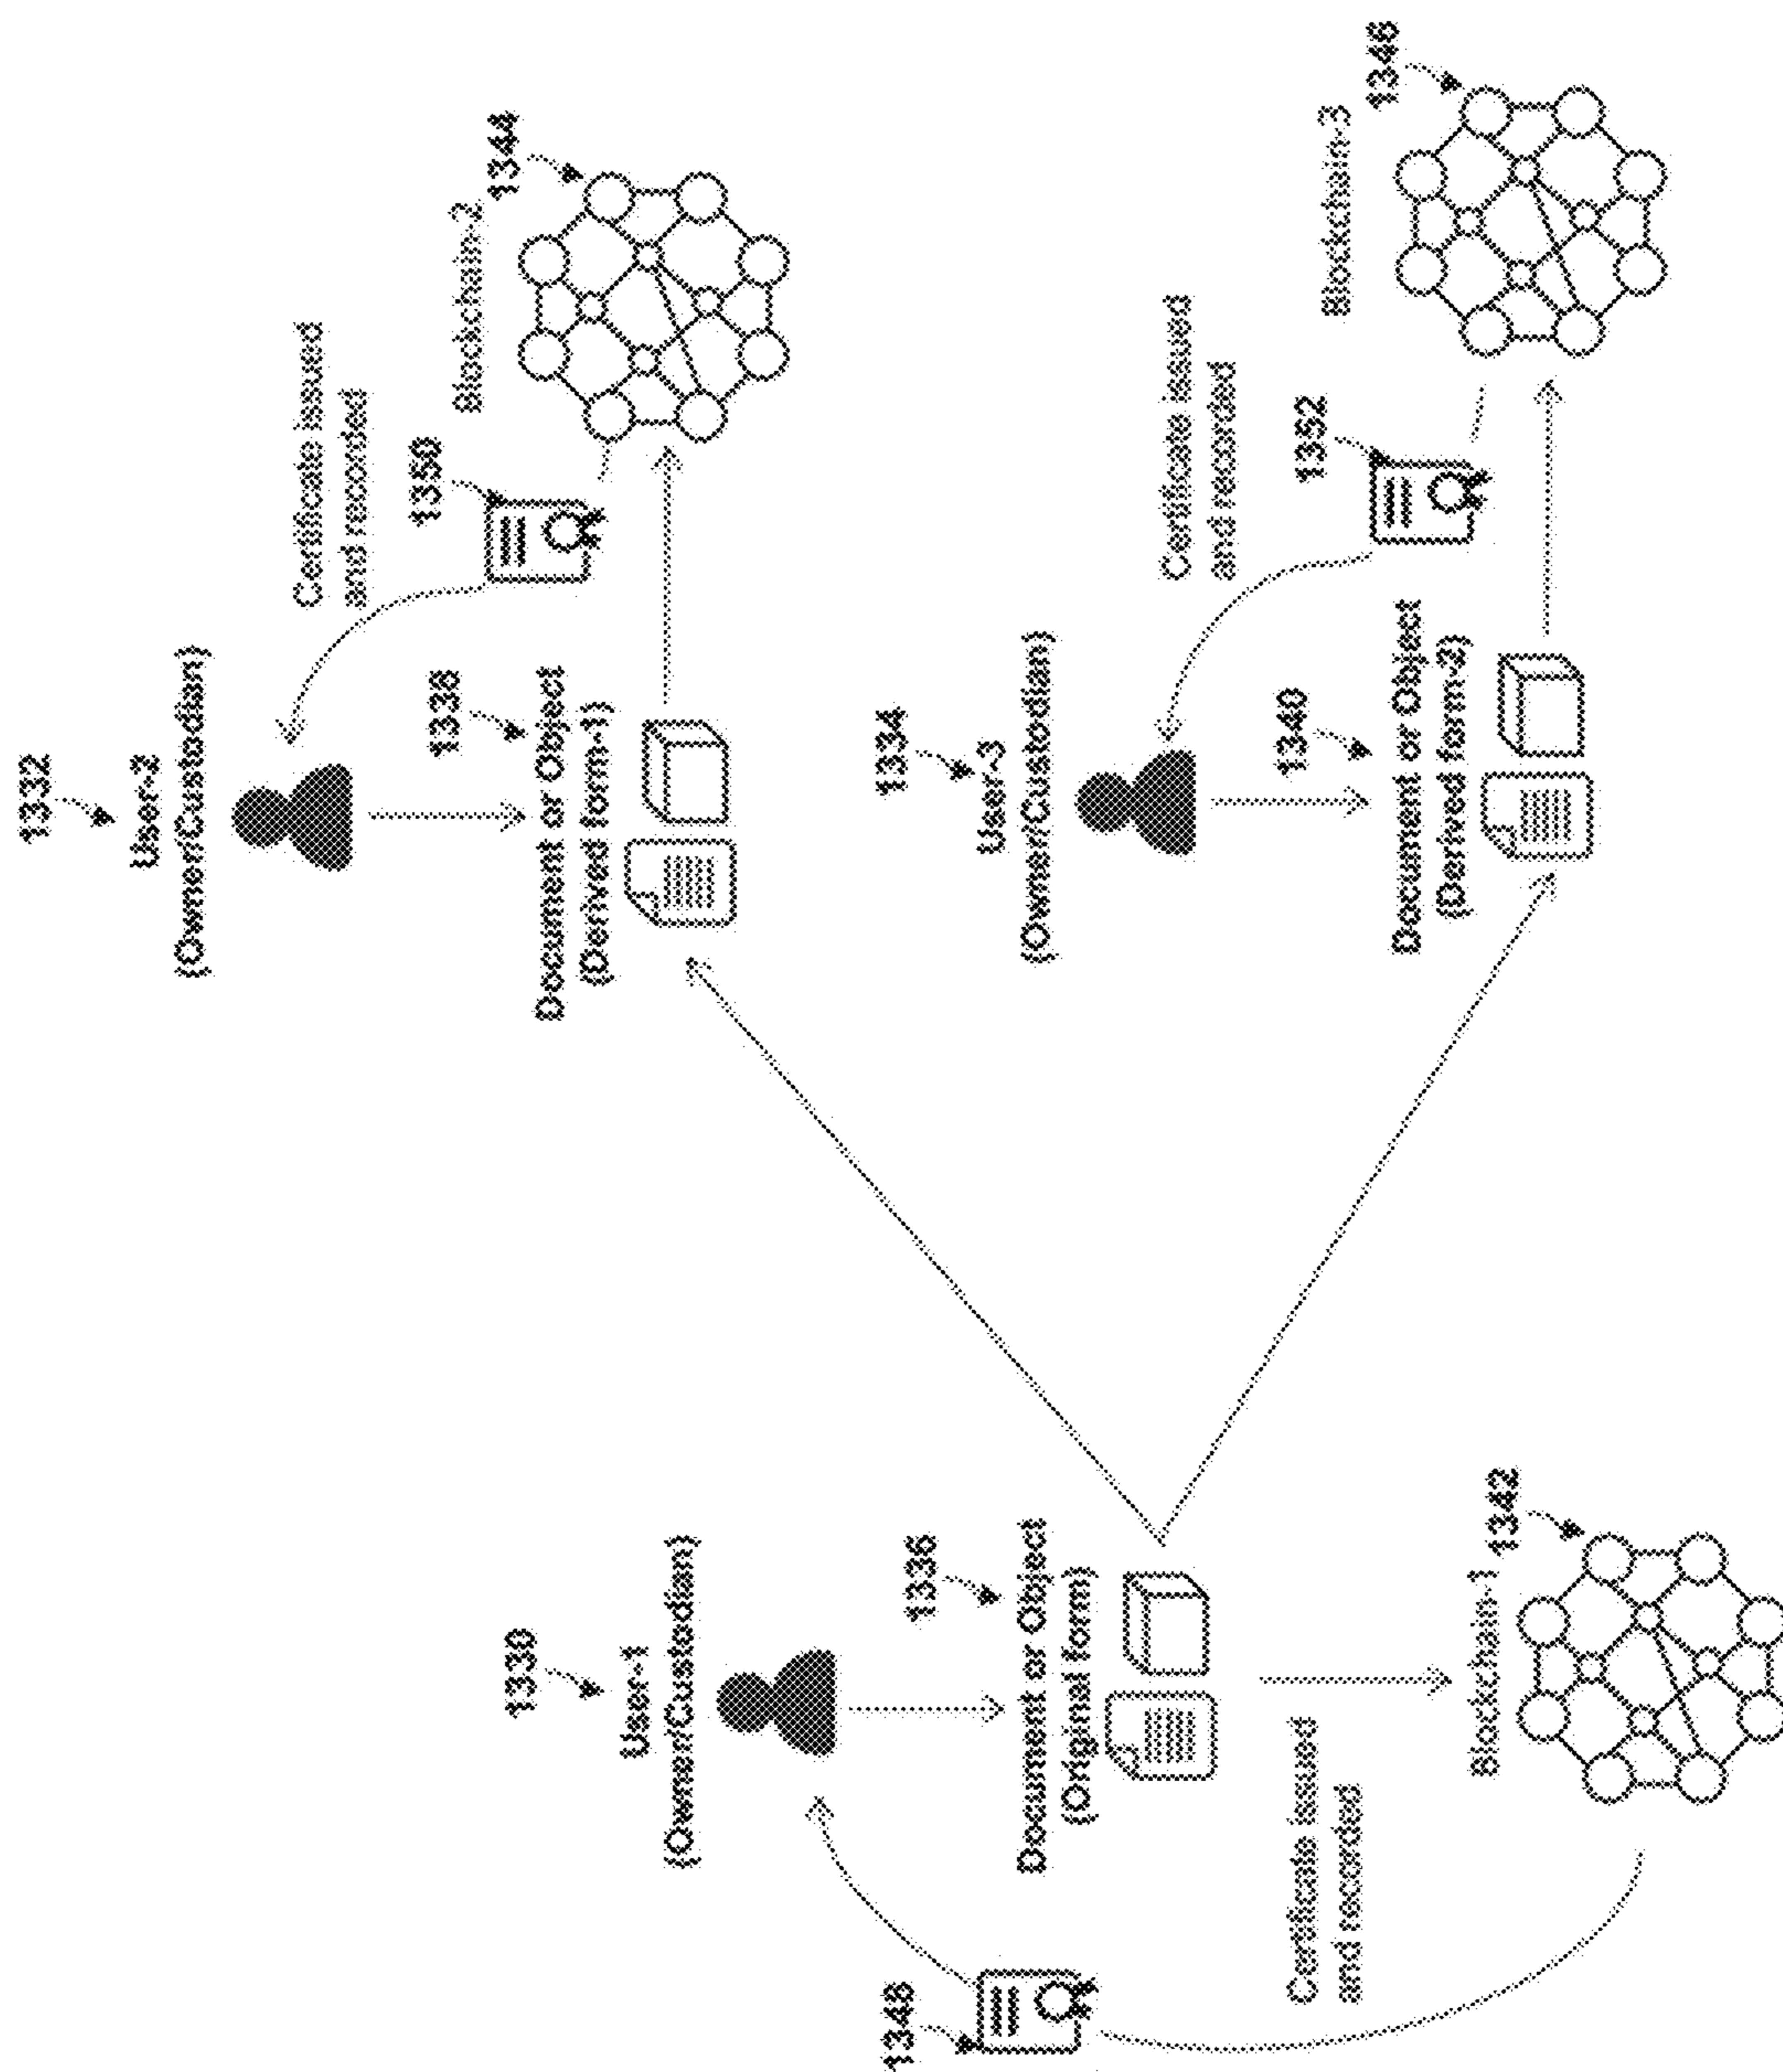 1332
User-2
(Owner/Custodian)
Certificate issued
and recorded
1350
Blockchain-2
1344
1338
Document or Object
(Derived form-1)
1330
User-1
(Owner/Custodian)
1336
Document or Object
(Original form)
1348
Certificate issued
and recorded
Blockchain-1
1342
1334
User-3
(Owner/Custodian)
Certificate issued
and recorded
1352
Blockchain-3
1346
1340
Document or Object
(Derived form-2)